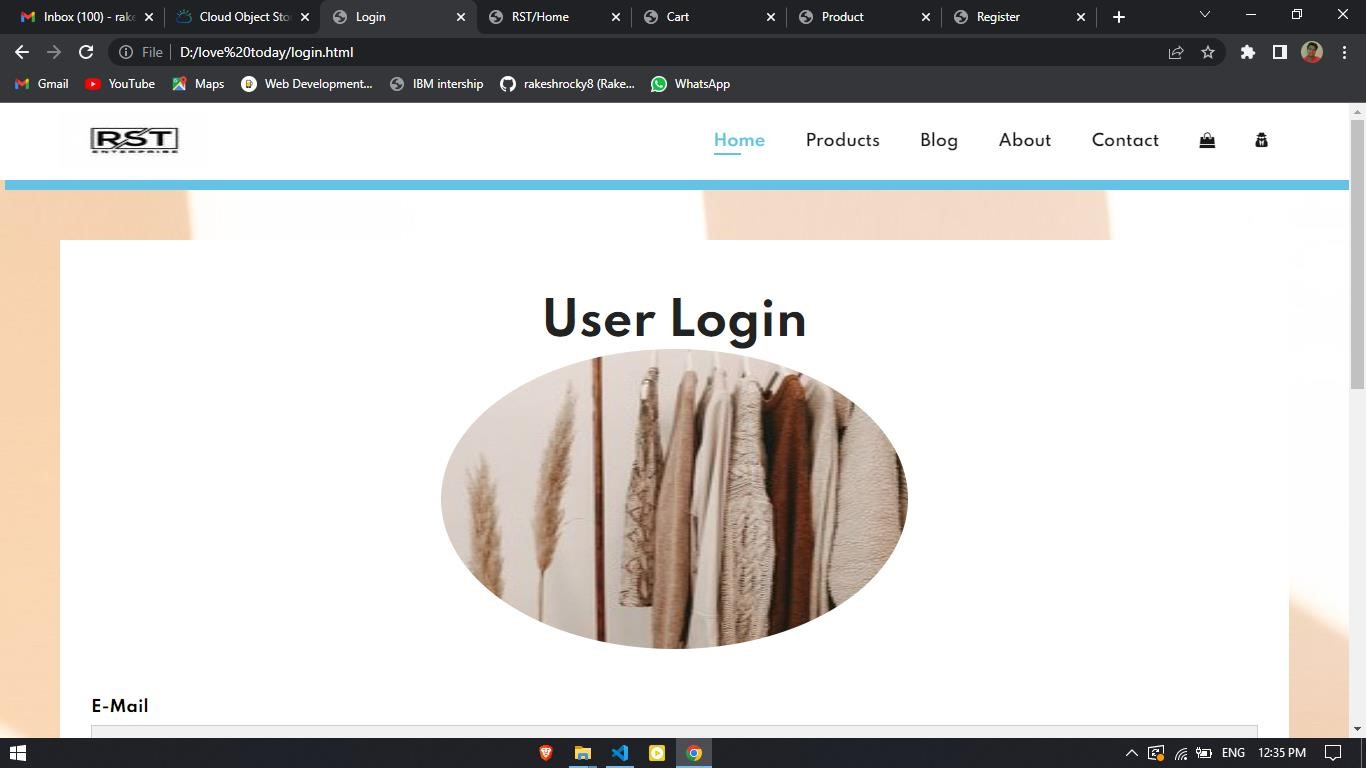 Inbox (100) - rake
Cloud Object Sto
Login
RST/Home
Cart
Product
Register
File
D:/love%20today/login.html
Gmail
YouTube
Maps
Web Development...
IBM intership
rakeshrocky8 (Rake...
WhatsApp
RST
ENTERPRISE
Home
Products
Blog
About
Contact
User Login
E-Mail
ENG
12:35 PM